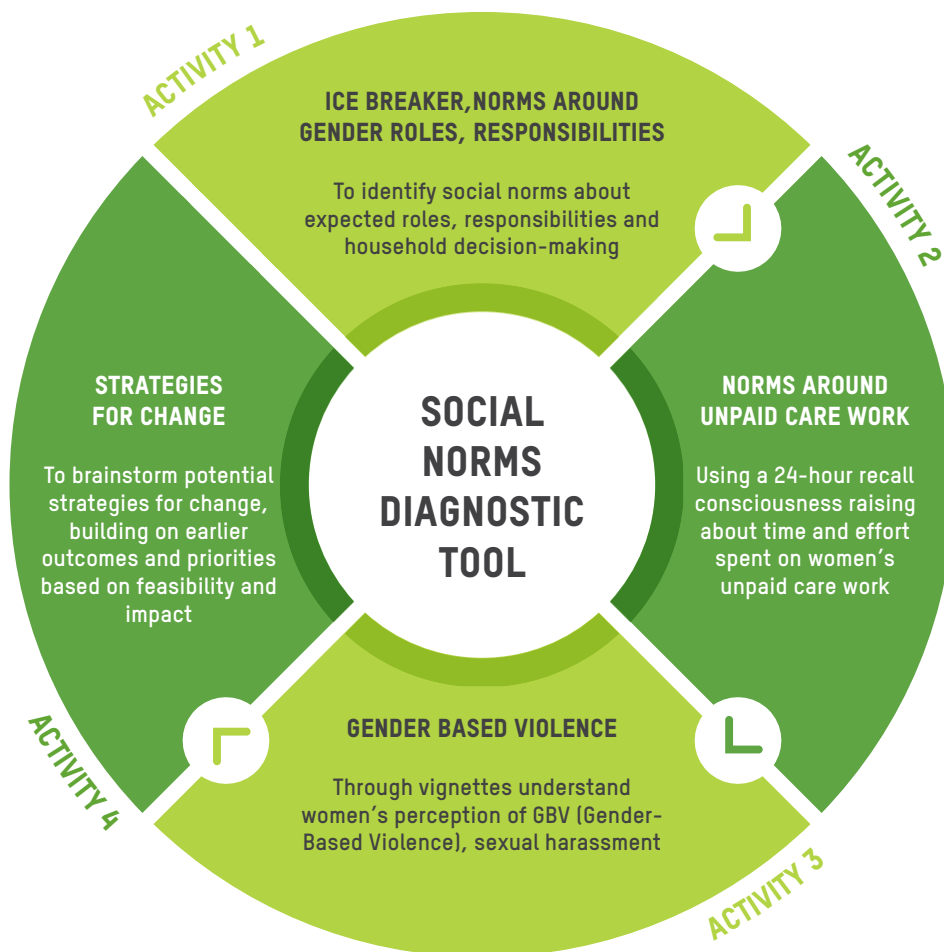 ACTIVITY 1
ICE BREAKER,NORMS AROUND
GENDER ROLES, RESPONSIBILITIES
To identify social norms about
expected roles, responsibilities and
household decision-making
ACTIVITY 2
NORMS AROUND
UNPAID CARE WORK
Using a 24-hour recall
consciousness raising
about time and effort
spent on women's
unpaid care work
SOCIAL
NORMS
DIAGNOSTIC
TOOL
ACTIVITY 3
GENDER BASED VIOLENCE
Through vignettes understand
women's perception of GBV (Gender-
Based Violence), sexual harassment
ACTIVITY 4
STRATEGIES
FOR CHANGE
To brainstorm potential
strategies for change,
building on earlier
outcomes and priorities
based on feasibility and
impact